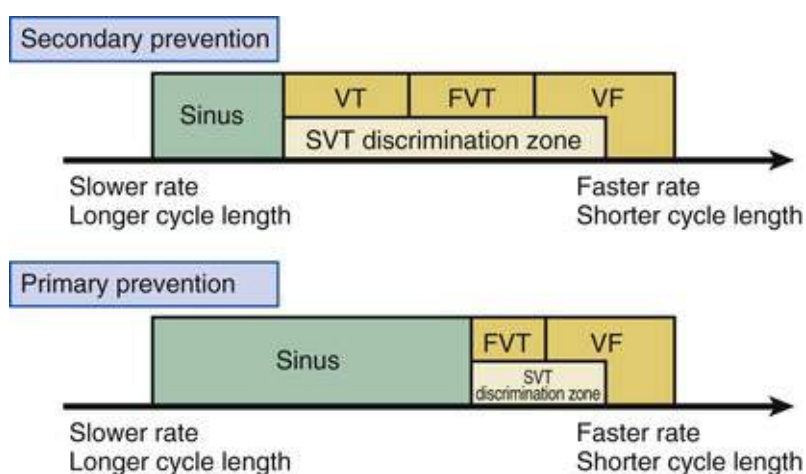 Secondary prevention
Sinus
VT
FVT
VF
SVT discrimination zone
Slower rate
Longer cycle length
Faster rate
Shorter cycle length
Primary prevention
Sinus
FVT
VF
SVT
discrimination zone
Slower rate
Longer cycle length
Faster rate
Shorter cycle length